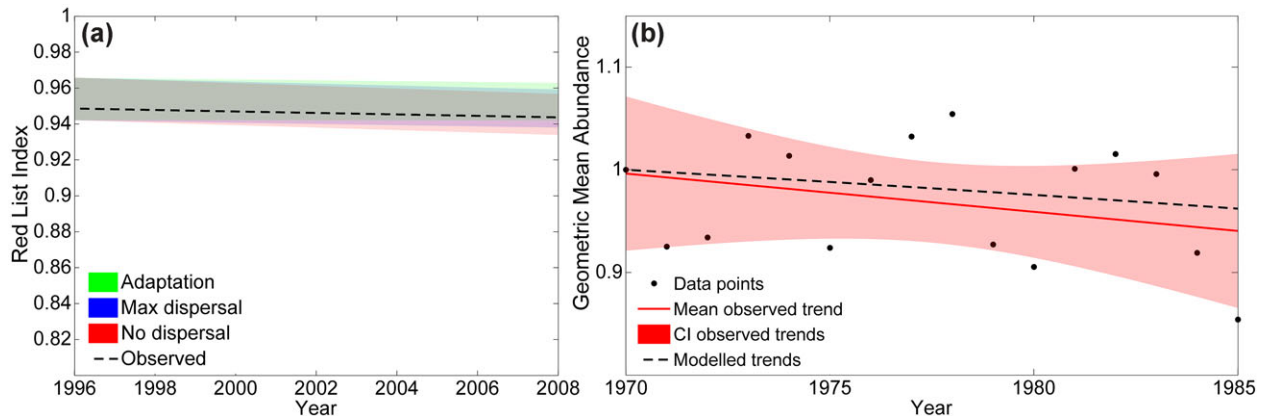 (a)
Red List Index
1
0.98
0.96
0.94
0.92
0.9
0.88
0.86
0.84
0.82
Adaptation
Max dispersal
No dispersal
Observed
1996 1998 2000 2002 2004 2006 2008
Year
(b)
Geometric Mean Abundance
1.1
1
0.9
Data points
Mean observed trend
CI observed trends
Modelled trends
1970 1975 1980 1985
Year